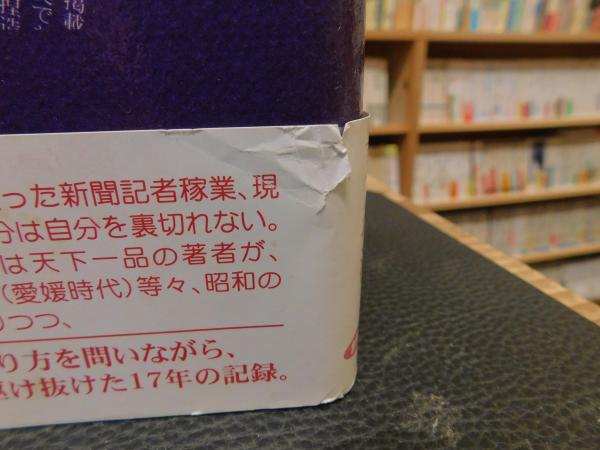 掲載
った新聞記者稼業、現
分は自分を裏切れない。
は天下一品の著者が、
（愛媛時代）等々、昭和の
つつ、
り方を問いながら、
駆け抜けた17年の記録。